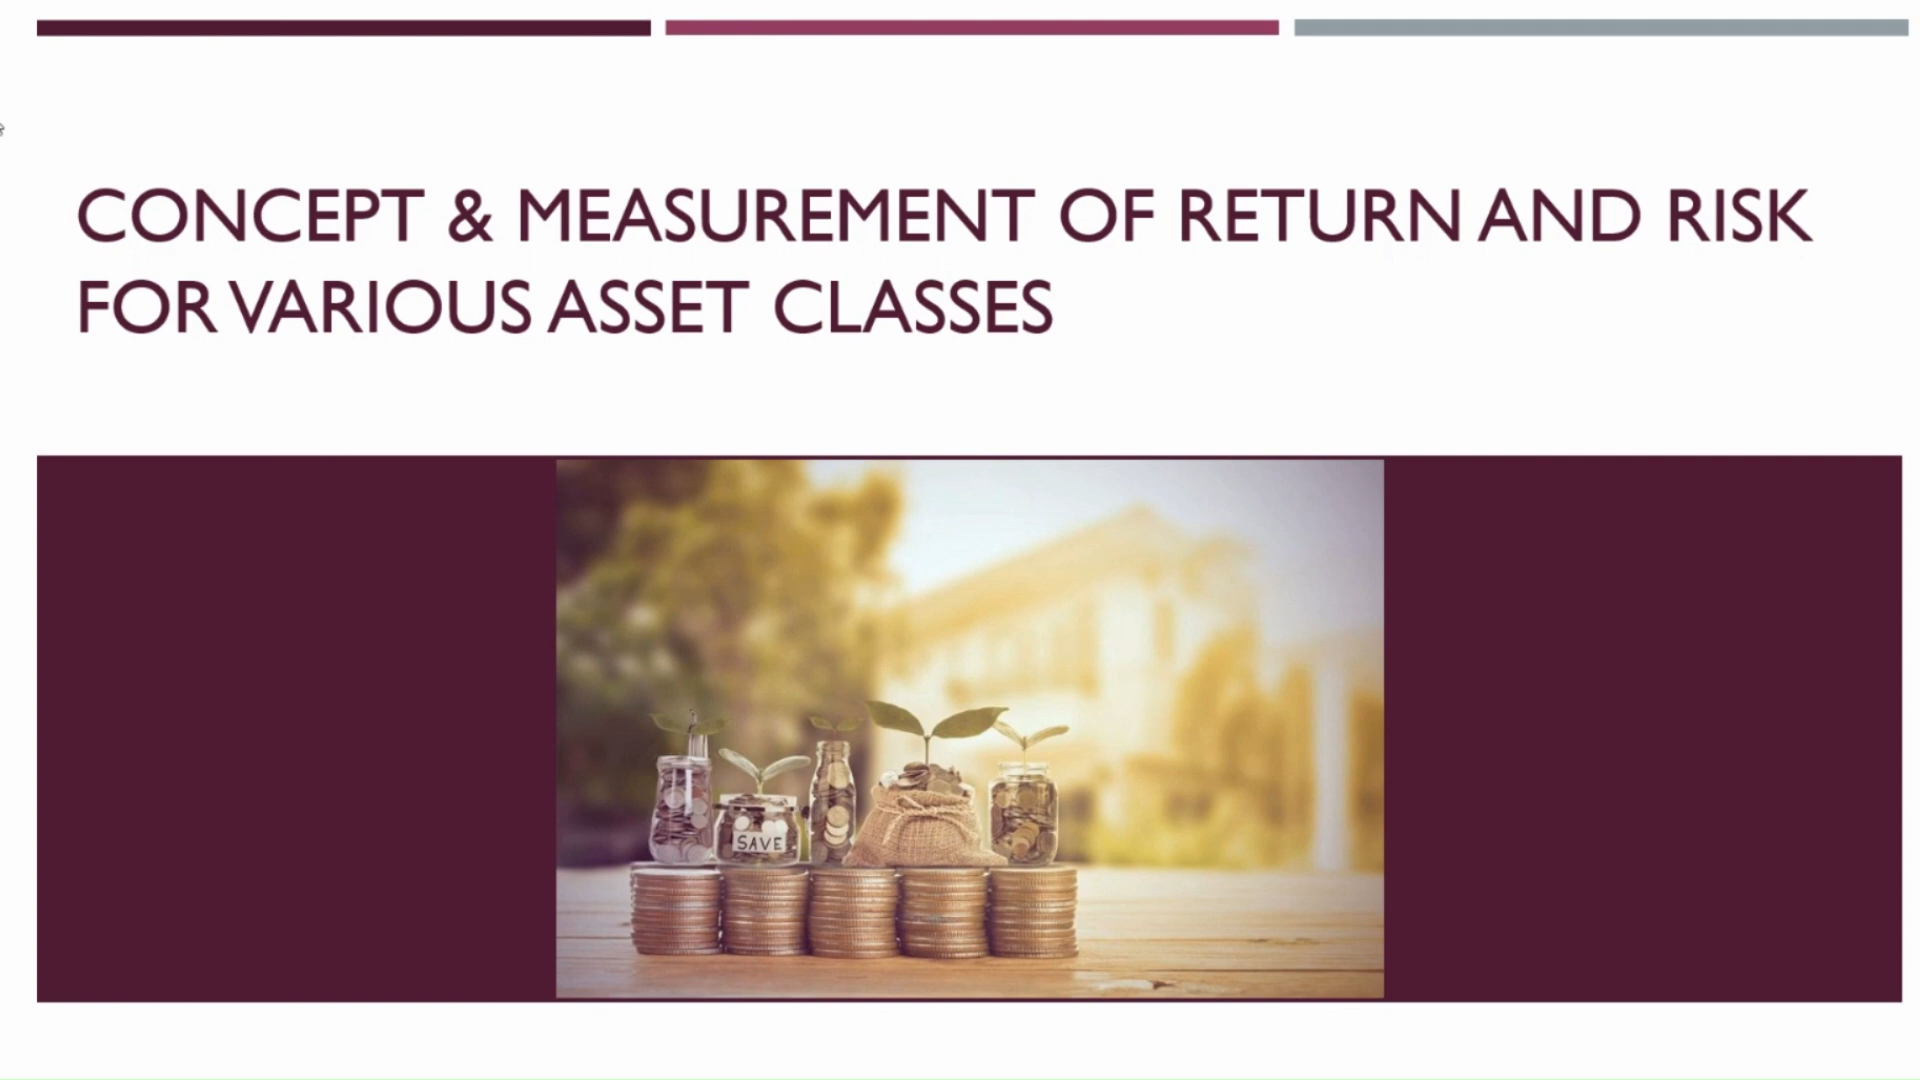 CONCEPT & MEASUREMENT OF RETURN AND RISK
FOR VARIOUS ASSET CLASSES
SAVE